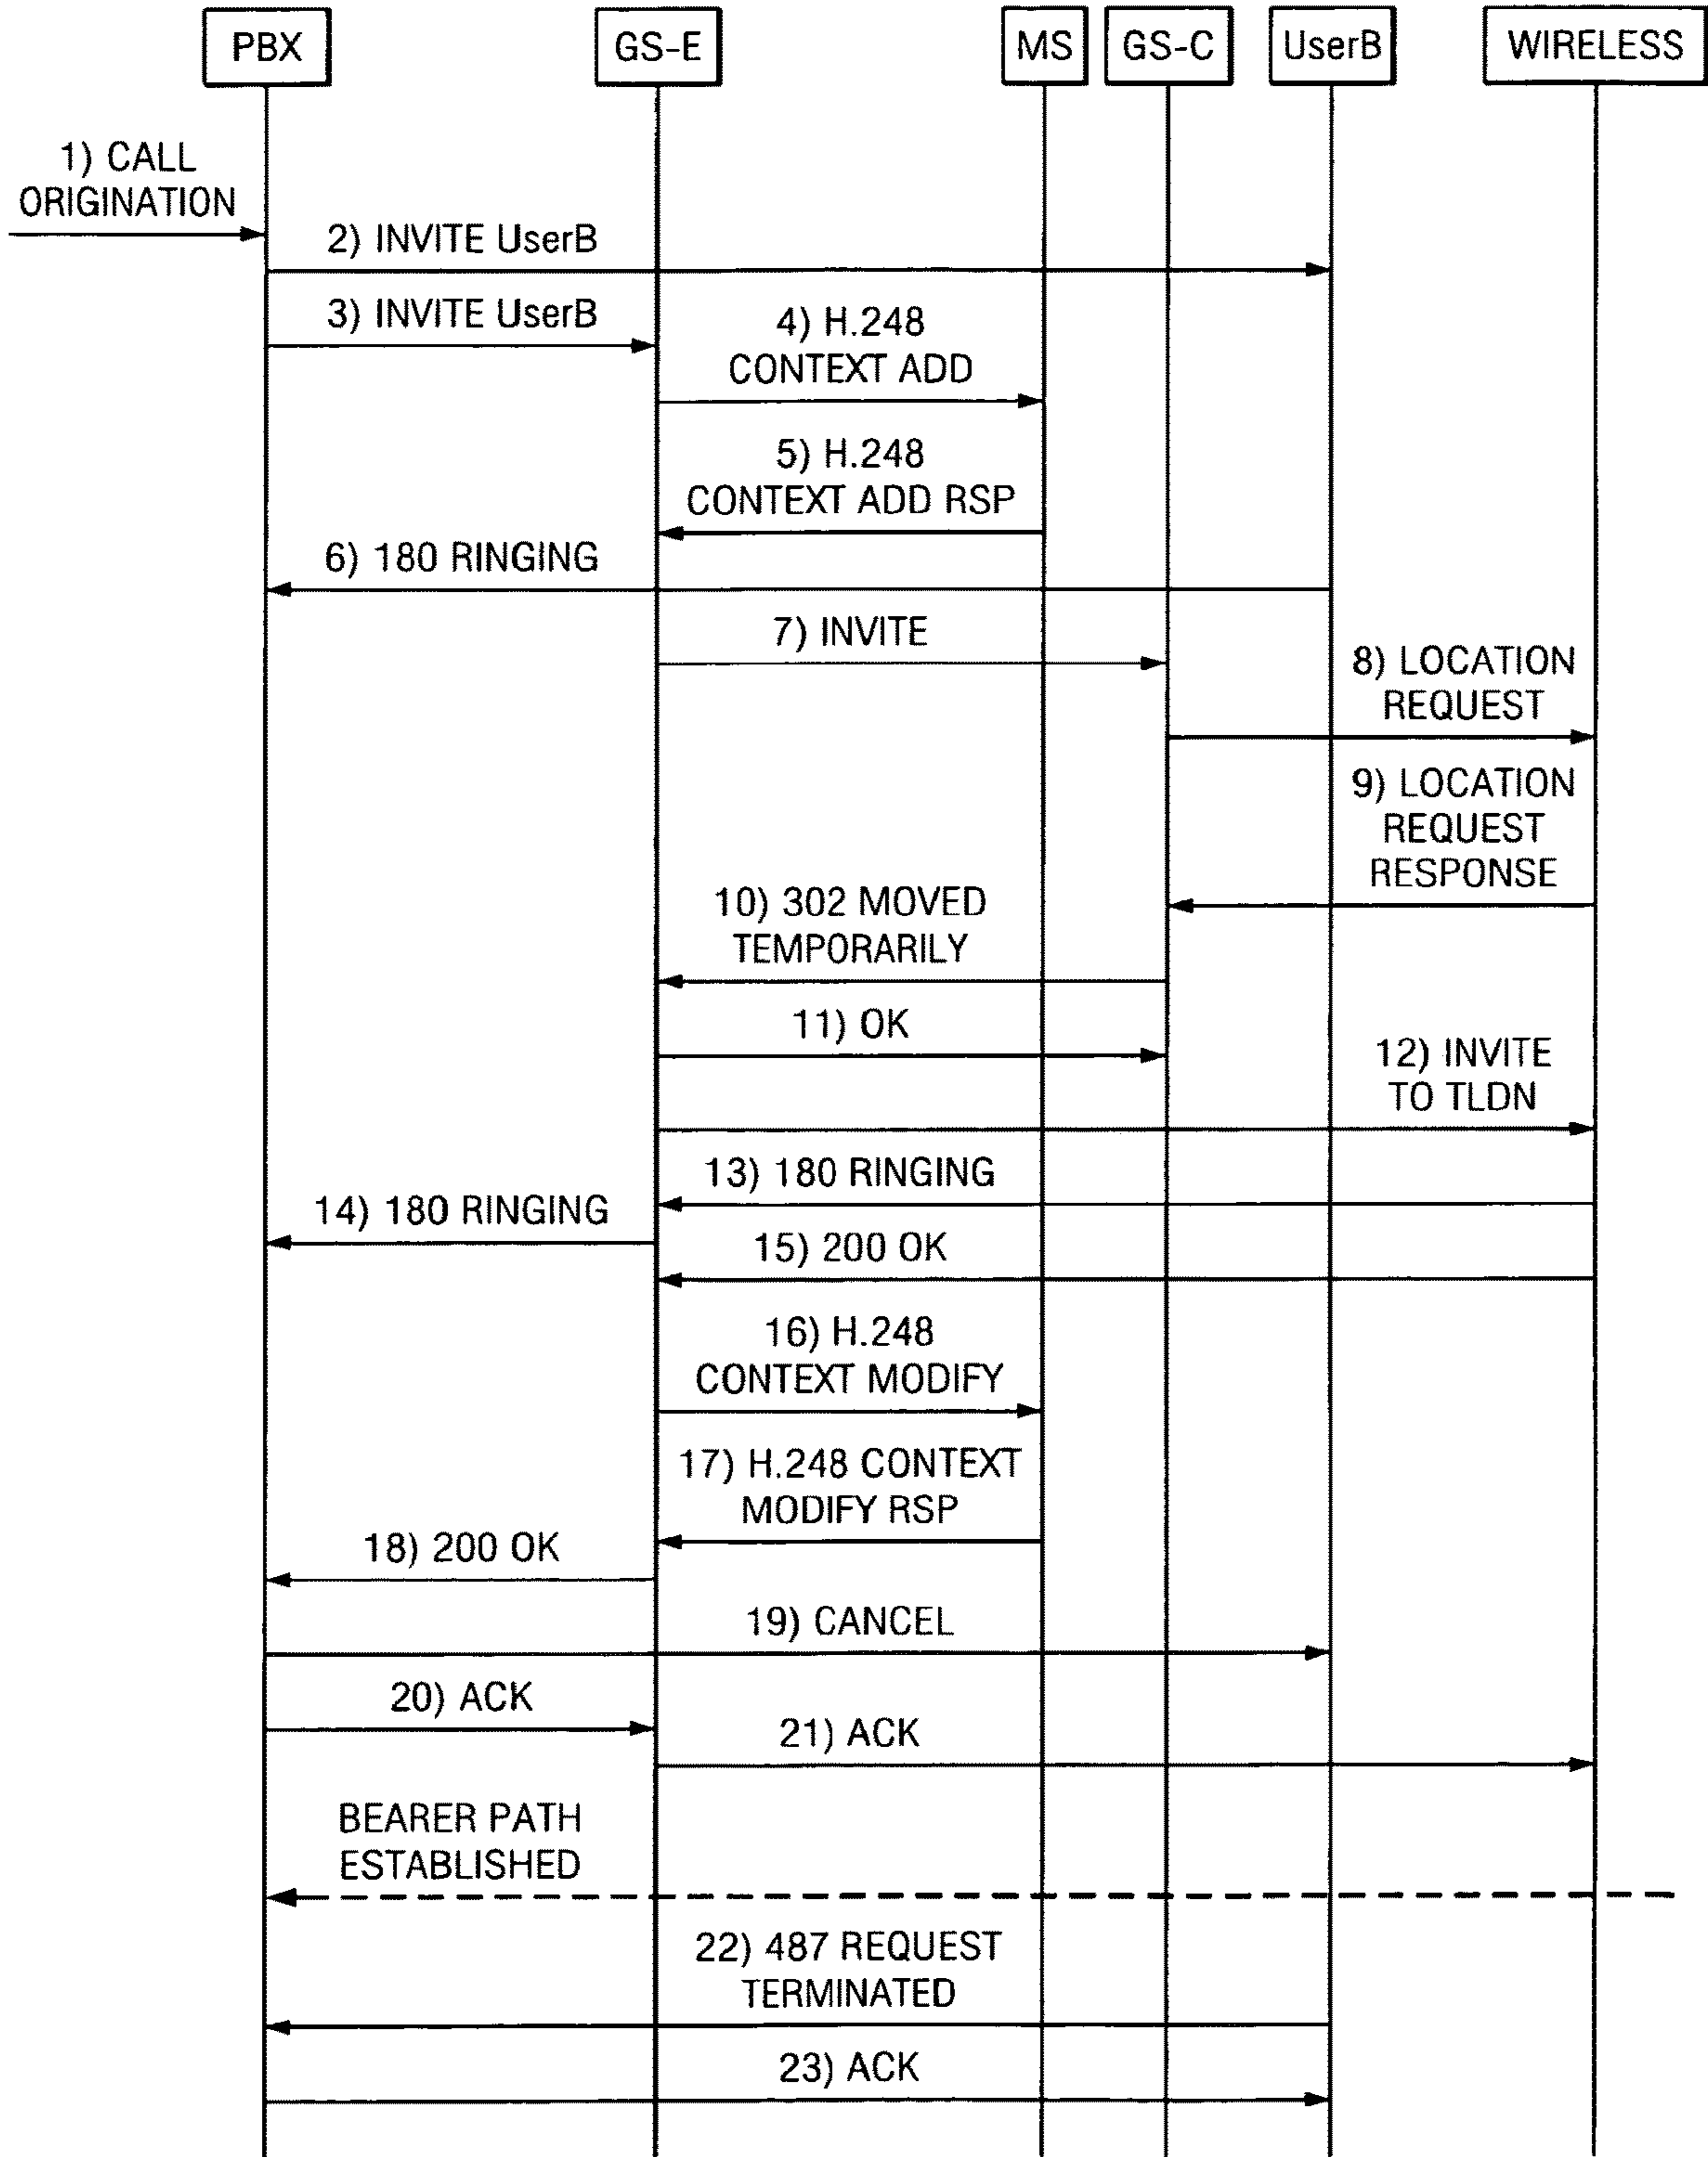 PBX
GS-E
MS
GS-C
UserB
WIRELESS
1) CALL
ORIGINATION
2) INVITE UserB
3) INVITE UserB
4) H.248
CONTEXT ADD
5) H.248
CONTEXT ADD RSP
6) 180 RINGING
7) INVITE
8) LOCATION
REQUEST
9) LOCATION
REQUEST
RESPONSE
10) 302 MOVED
TEMPORARILY
11) OK
12) INVITE
TO TLDN
13) 180 RINGING
14) 180 RINGING
15) 200 OK
16) H.248
CONTEXT MODIFY
17) H.248 CONTEXT
MODIFY RSP
18) 200 OK
19) CANCEL
20) ACK
21) ACK
BEARER PATH
ESTABLISHED
22) 487 REQUEST
TERMINATED
23) ACK